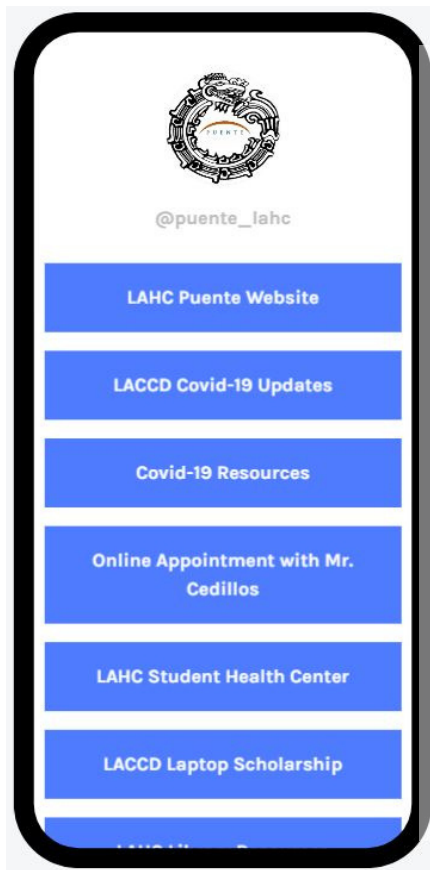 PUENTE
@puente_lahc
LAHC Puente Website
LACCD Covid-19 Updates
Covid-19 Resources
Online Appointment with Mr.
Cedillos
LAHC Student Health Center
LACCD Laptop Scholarship